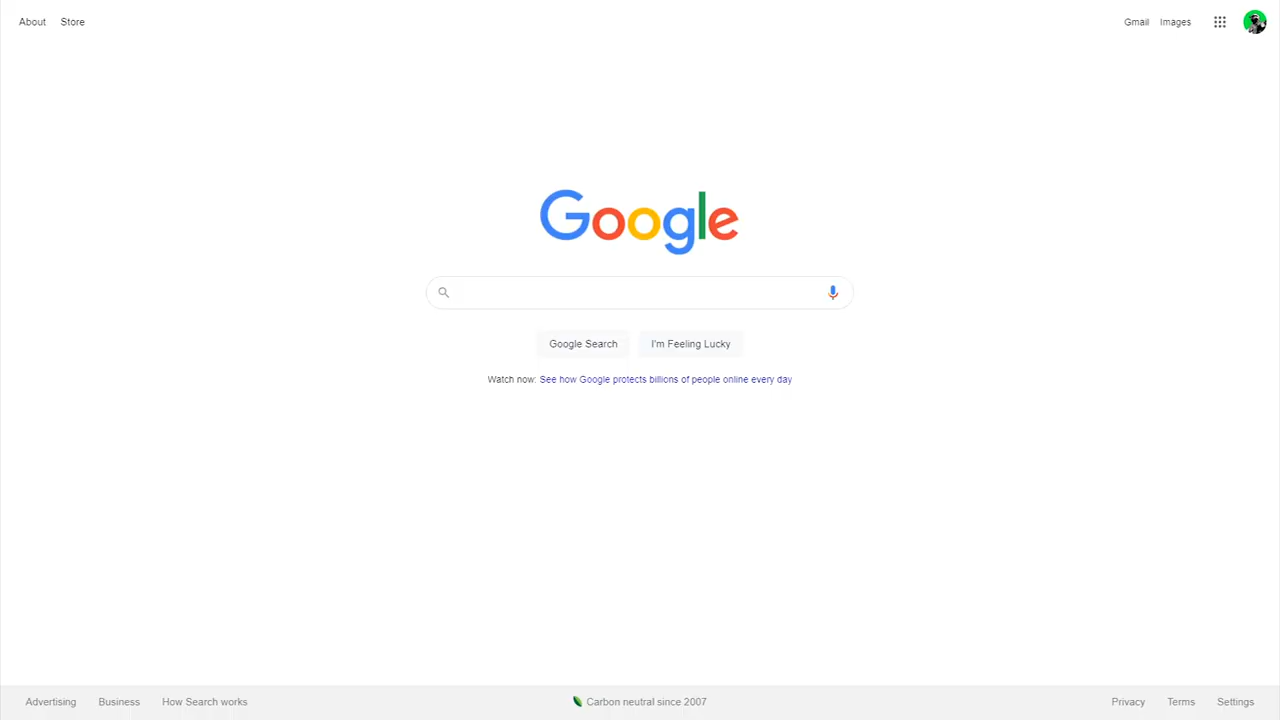 About Store Gmail Images
Google
Google Search I'm Feeling Lucky
Watch now: See how Google protects billions of people online every day
Advertising Business How Search works Carbon neutral since 2007 Privacy Terms Settings